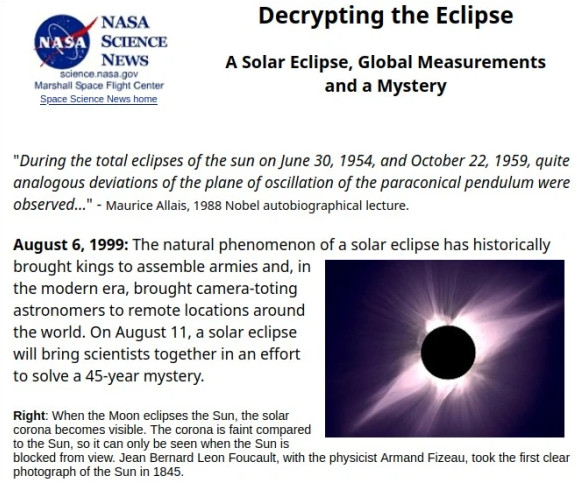 NASA
NASA
SCIENCE
NEWS
science.nasa.gov
Marshall Space Flight Center
Space Science News home
Decrypting the Eclipse
A Solar Eclipse, Global Measurements
and a Mystery
"During the total eclipses of the sun on June 30, 1954, and October 22, 1959, quite
analogous deviations of the plane of oscillation of the paraconical pendulum were
observed..." - Maurice Allais, 1988 Nobel autobiographical lecture.
August 6, 1999: The natural phenomenon of a solar eclipse has historically
brought kings to assemble armies and, in
the modern era, brought camera-toting
astronomers to remote locations around
the world. On August 11, a solar eclipse
will bring scientists together in an effort
to solve a 45-year mystery.
Right: When the Moon eclipses the Sun, the solar
corona becomes visible. The corona is faint compared
to the Sun, so it can only be seen when the Sun is
blocked from view. Jean Bernard Leon Foucault, with the physicist Armand Fizeau, took the first clear
photograph of the Sun in 1845.